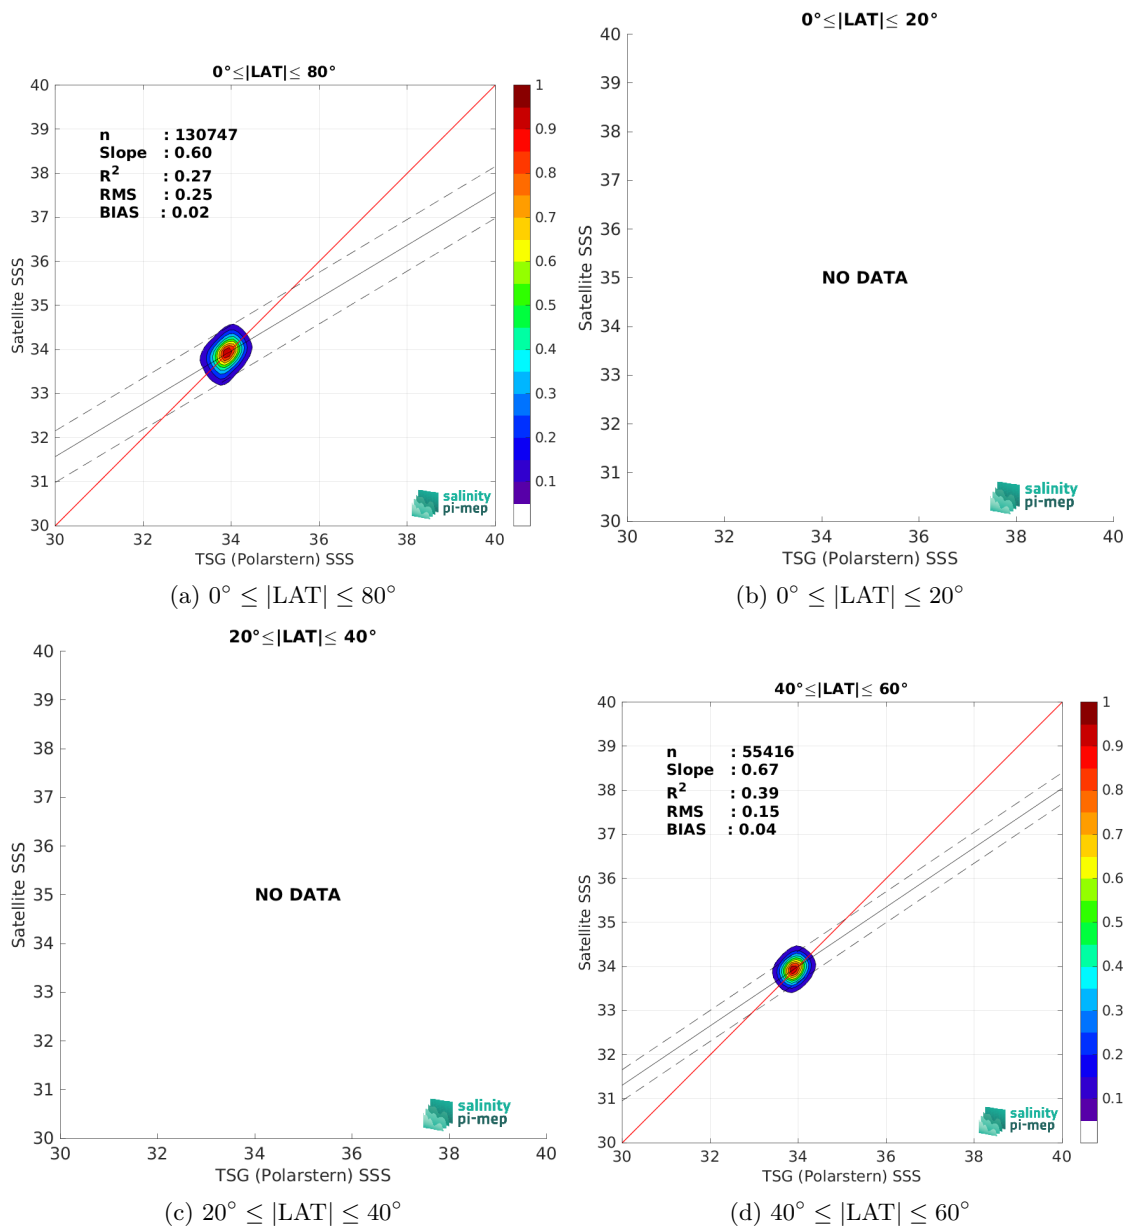 0°≤|LAT|≤ 80°
40
39
38
37
36
35
34
33
32
31
30
Satellite SSS
n : 130747
Slope : 0.60
R² : 0.27
RMS : 0.25
BIAS : 0.02
salinity
pi-mep
30 32 34 36 38 40
TSG (Polarstern) SSS
1
0.9
0.8
0.7
0.6
0.5
0.4
0.3
0.2
0.1
(a) 0° ≤ |LAT| ≤ 80°
0°≤|LAT|≤ 20°
40
39
38
37
36
35
34
33
32
31
30
Satellite SSS
NO DATA
salinity
pi-mep
30 32 34 36 38 40
TSG (Polarstern) SSS
(b) 0° ≤ |LAT| ≤ 20°
20°≤|LAT|≤ 40°
40
39
38
37
36
35
34
33
32
31
30
Satellite SSS
NO DATA
salinity
pi-mep
30 32 34 36 38 40
TSG (Polarstern) SSS
(c) 20° ≤ |LAT| ≤ 40°
40°≤|LAT|≤ 60°
40
39
38
37
36
35
34
33
32
31
30
Satellite SSS
n : 55416
Slope : 0.67
R² : 0.39
RMS : 0.15
BIAS : 0.04
salinity
pi-mep
30 32 34 36 38 40
TSG (Polarstern) SSS
1
0.9
0.8
0.7
0.6
0.5
0.4
0.3
0.2
0.1
(d) 40° ≤ |LAT| ≤ 60°